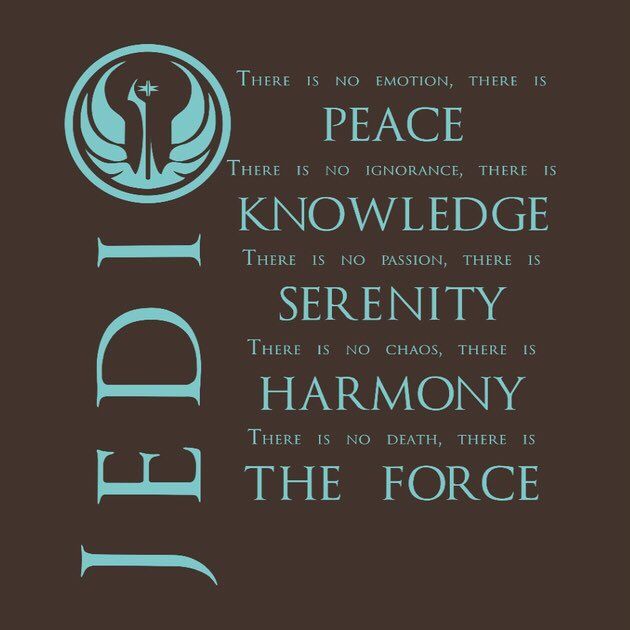 JEDI
There is no emotion, there is
PEACE
There is no ignorance, there is
KNOWLEDGE
There is no passion, there is
SERENITY
There is no chaos, there is
HARMONY
There is no death, there is
THE FORCE